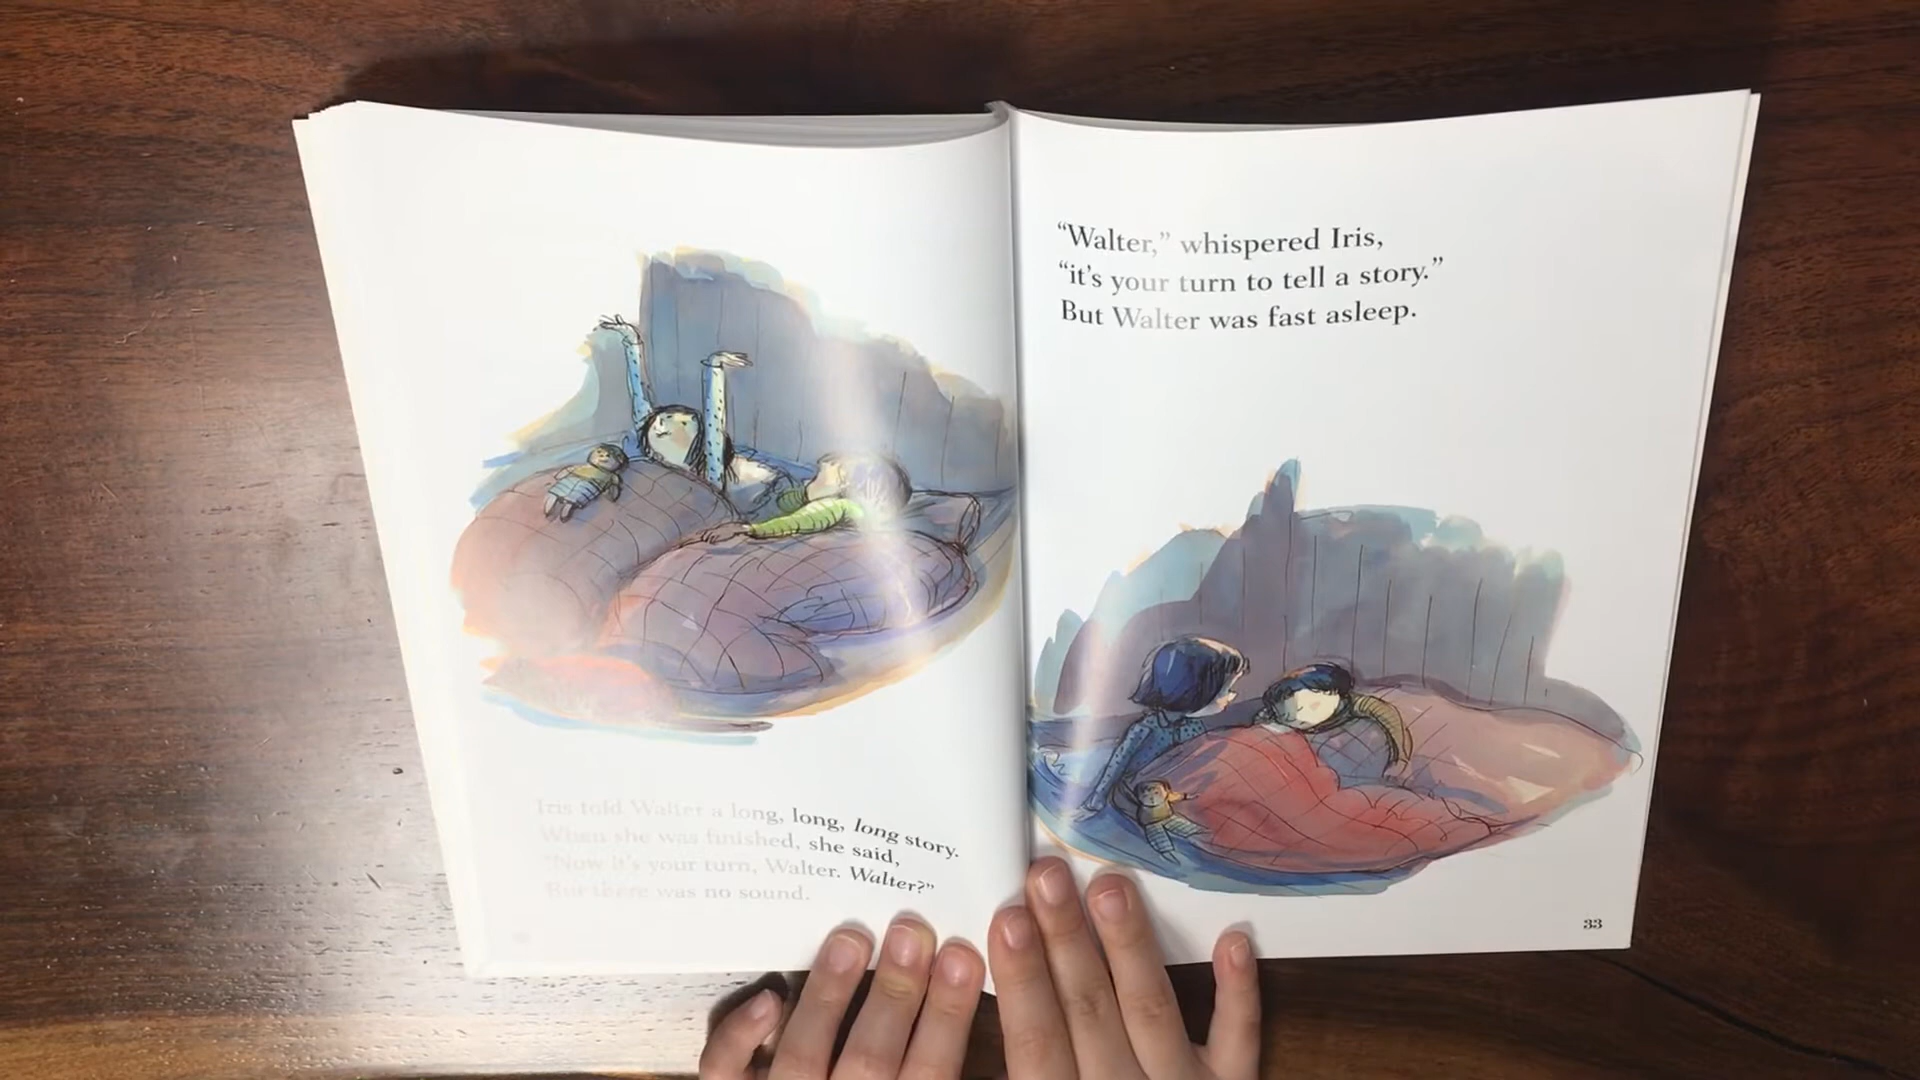 Iris told Walter a long, long, long story.
When she was finished, she said,
"Now it's your turn, Walter. Walter?"
But there was no sound.
“Walter,” whispered Iris,
“it's your turn to tell a story.”
But Walter was fast asleep.
33